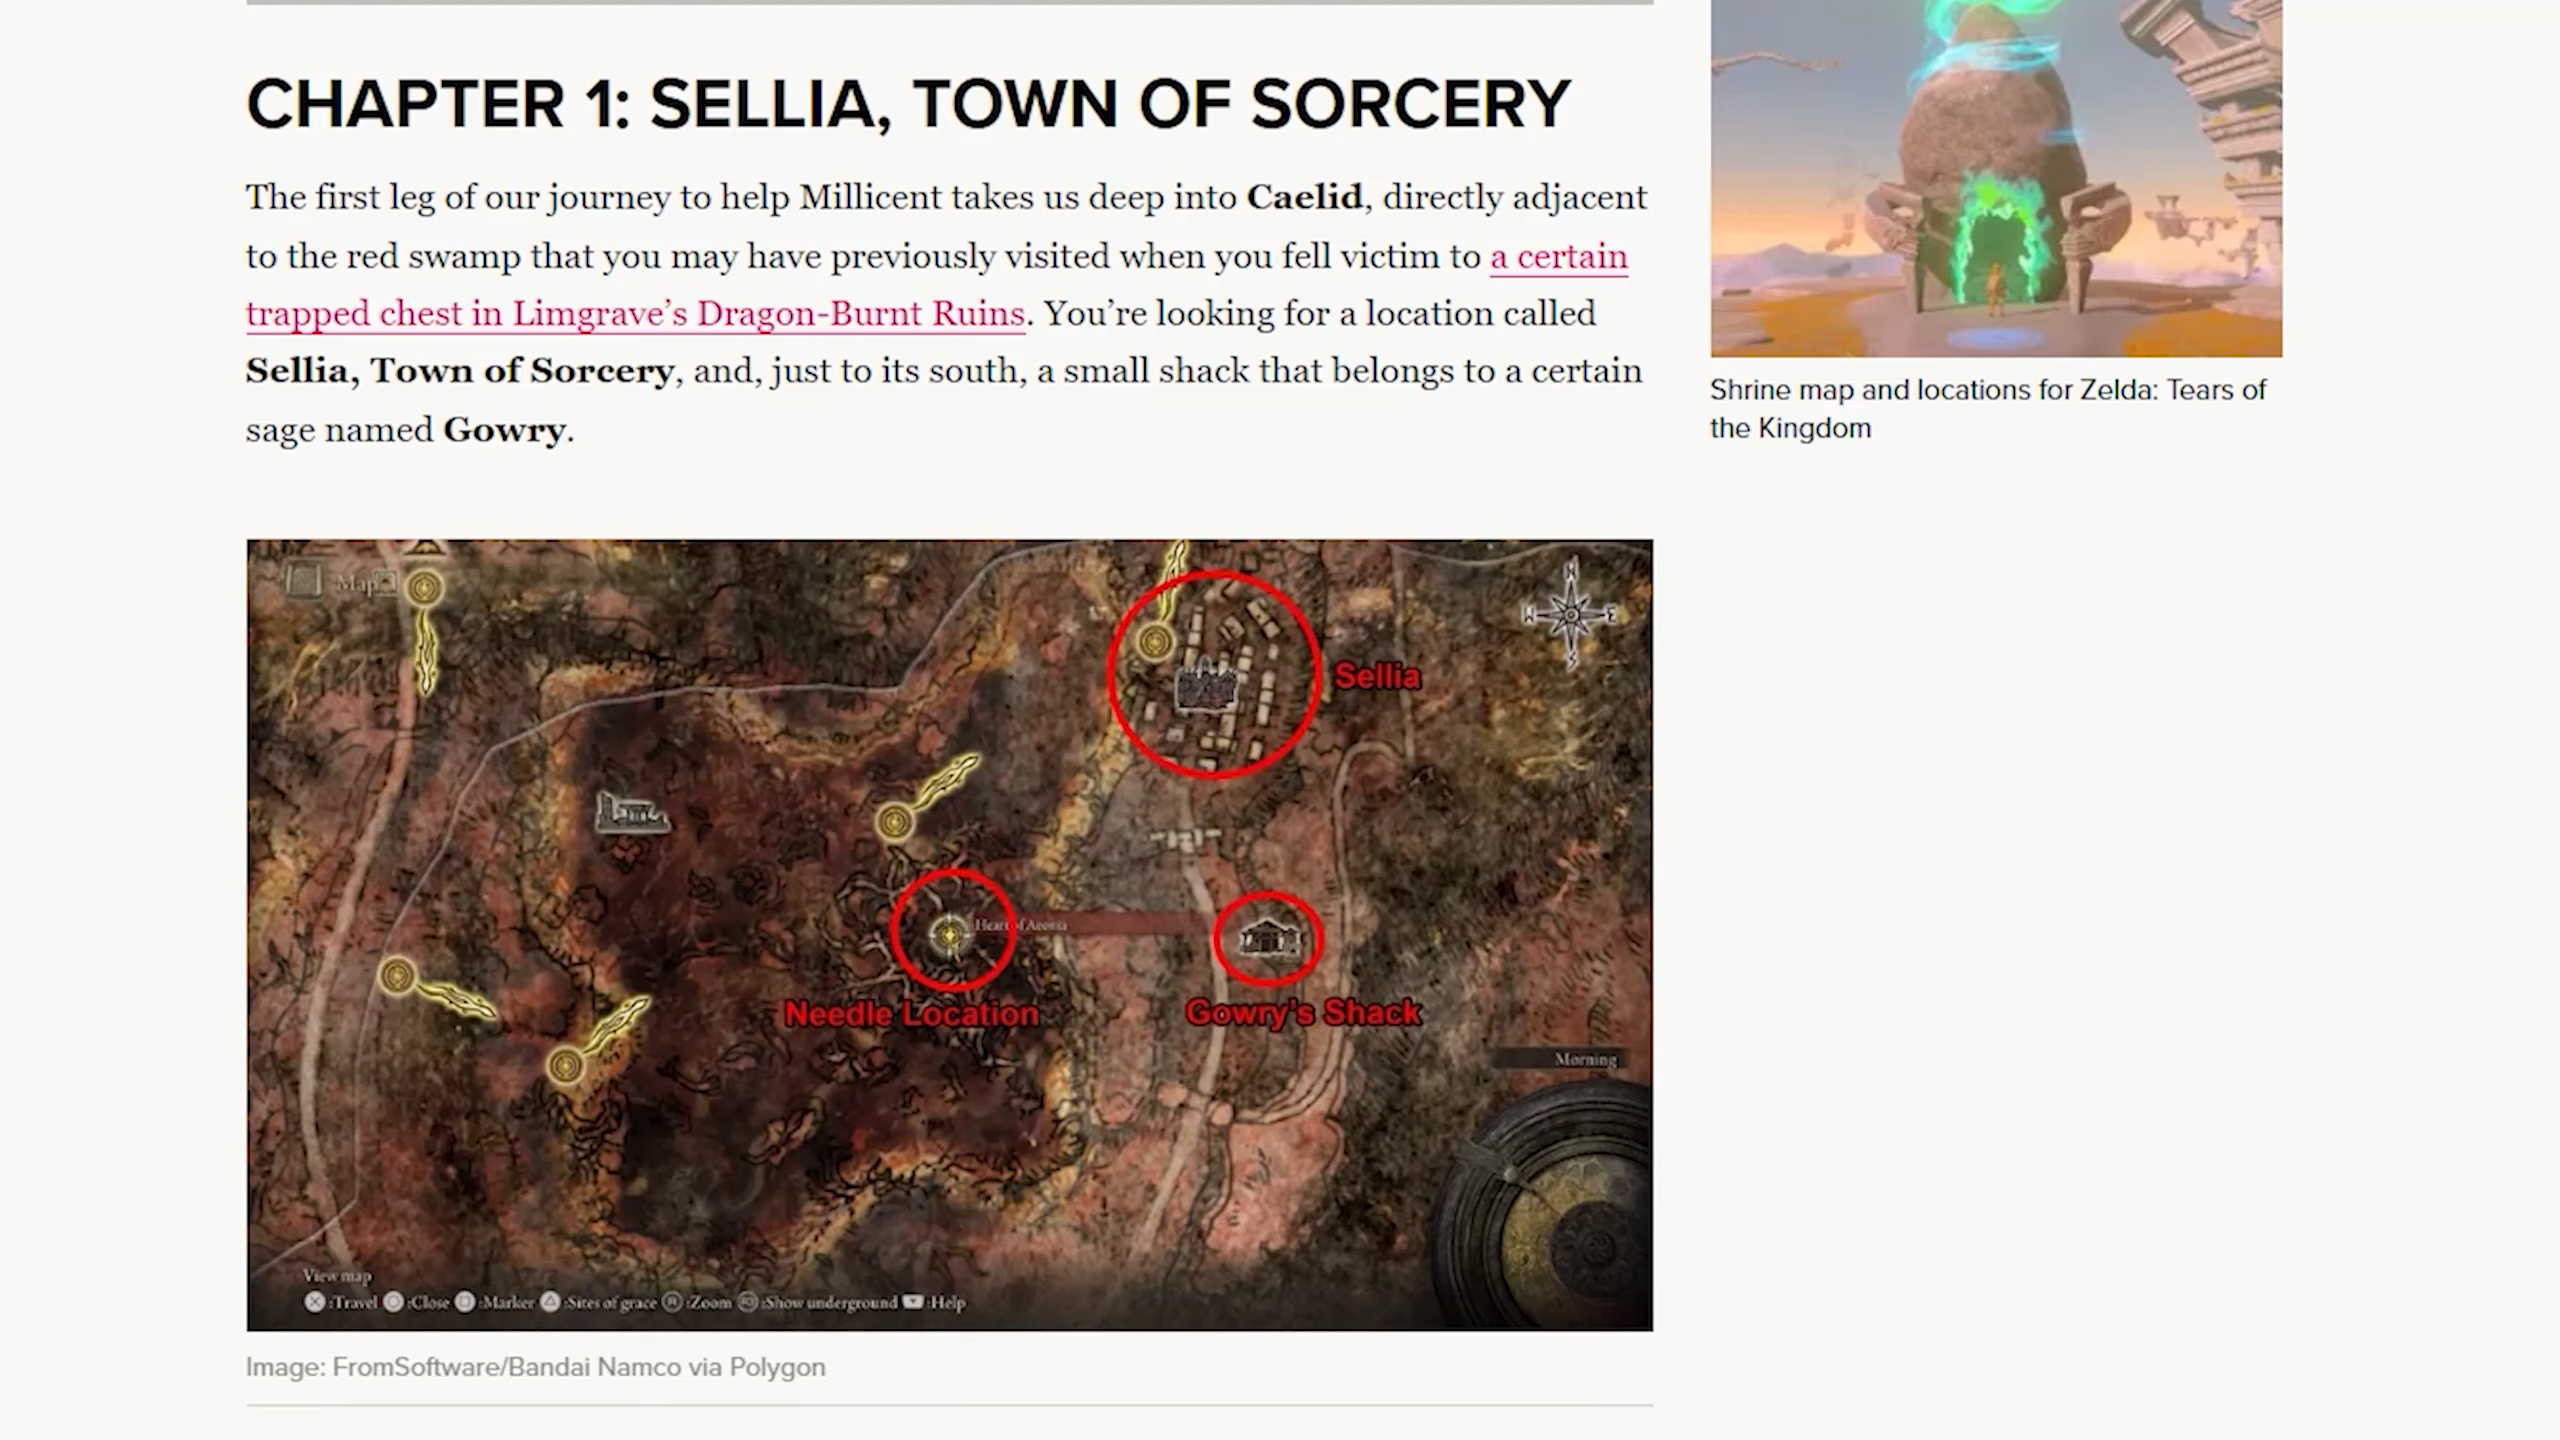 CHAPTER 1: SELLIA, TOWN OF SORCERY
The first leg of our journey to help Millicent takes us deep into Caelid, directly adjacent
to the red swamp that you may have previously visited when you fell victim to a certain
trapped chest in Limgrave’s Dragon-Burnt Ruins. You’re looking for a location called
Sellia, Town of Sorcery, and, just to its south, a small shack that belongs to a certain
sage named Gowry.
Map
N
W E
S
Sellia
Heart of Aeonia
Needle Location
Gowry's Shack
Morning
View map
:Travel :Close :Marker :Sites of grace :Zoom :Show underground :Help
Image: FromSoftware/Bandai Namco via Polygon
Shrine map and locations for Zelda: Tears of
the Kingdom